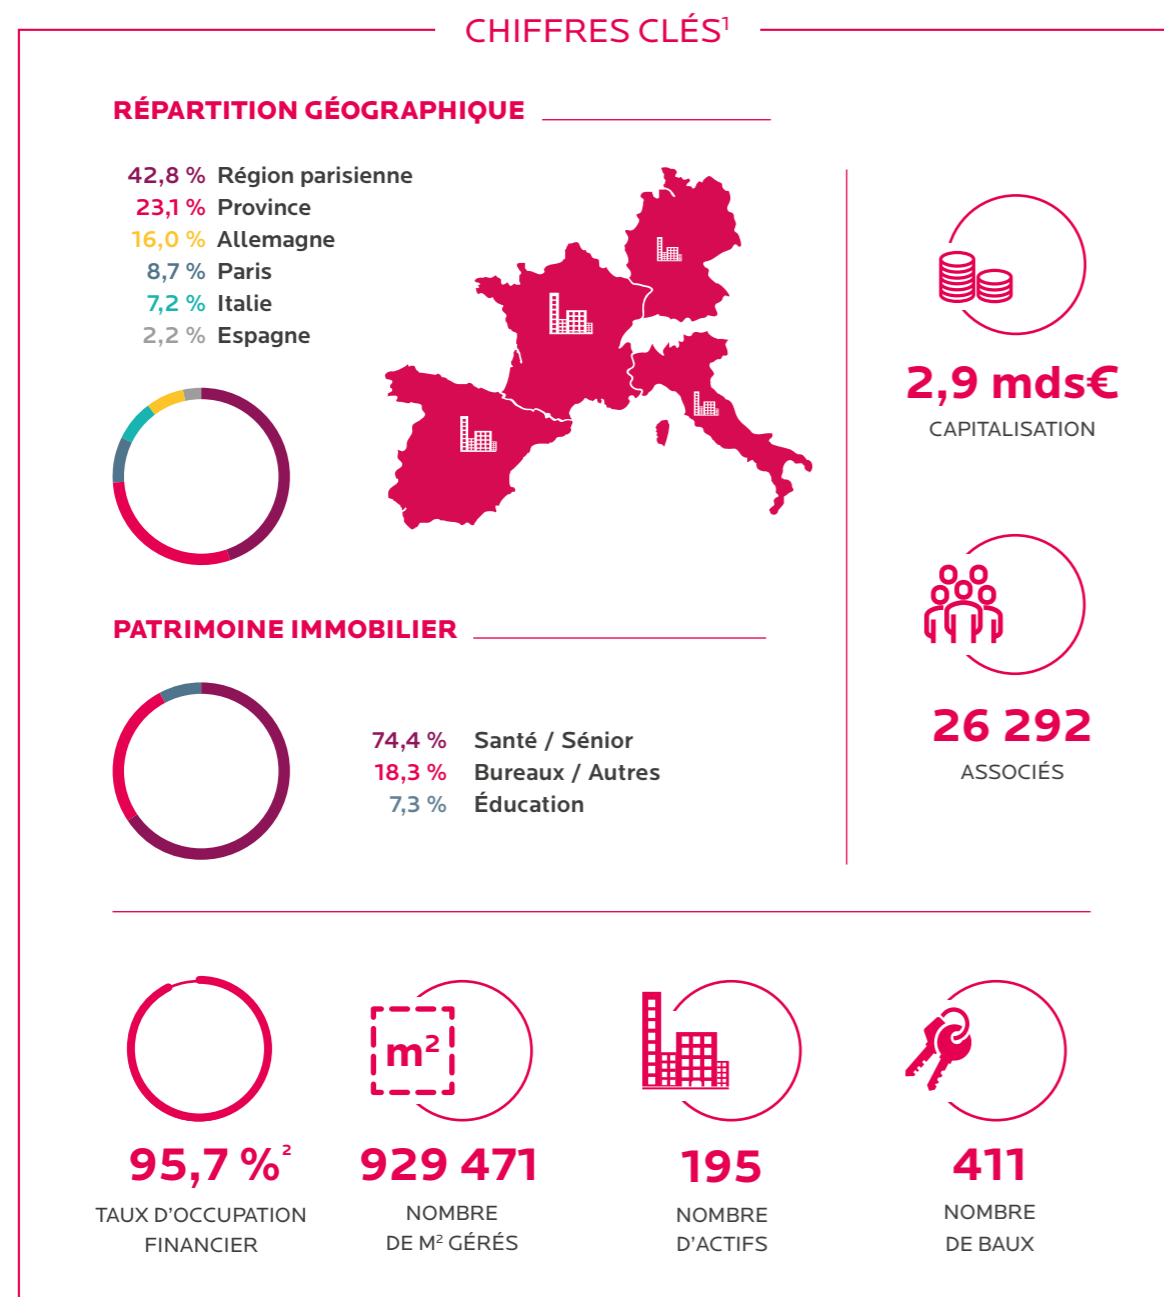 CHIFFRES CLÉS¹
RÉPARTITION GÉOGRAPHIQUE
42,8 % Région parisienne
23,1 % Province
16,0 % Allemagne
8,7 % Paris
7,2 % Italie
2,2 % Espagne
2,9 mds€
CAPITALISATION
PATRIMOINE IMMOBILIER
74,4 % Santé / Sénior
18,3 % Bureaux / Autres
7,3 % Éducation
26 292
ASSOCIÉS
95,7 %²
TAUX D'OCCUPATION
FINANCIER
m²
929 471
NOMBRE
DE M² GÉRÉS
195
NOMBRE
D'ACTIFS
411
NOMBRE
DE BAUX